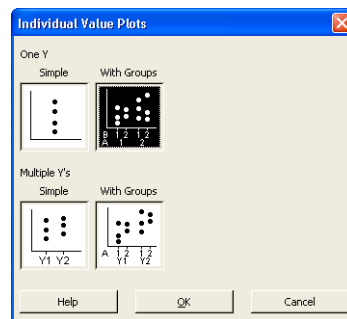 Individual Value Plots
One Y
Simple With Groups
B 1 2 1 2
A 1 2
Multiple Y's
Simple With Groups
Y1 Y2
A 1 2 1 2
Y1 Y2
Help OK Cancel